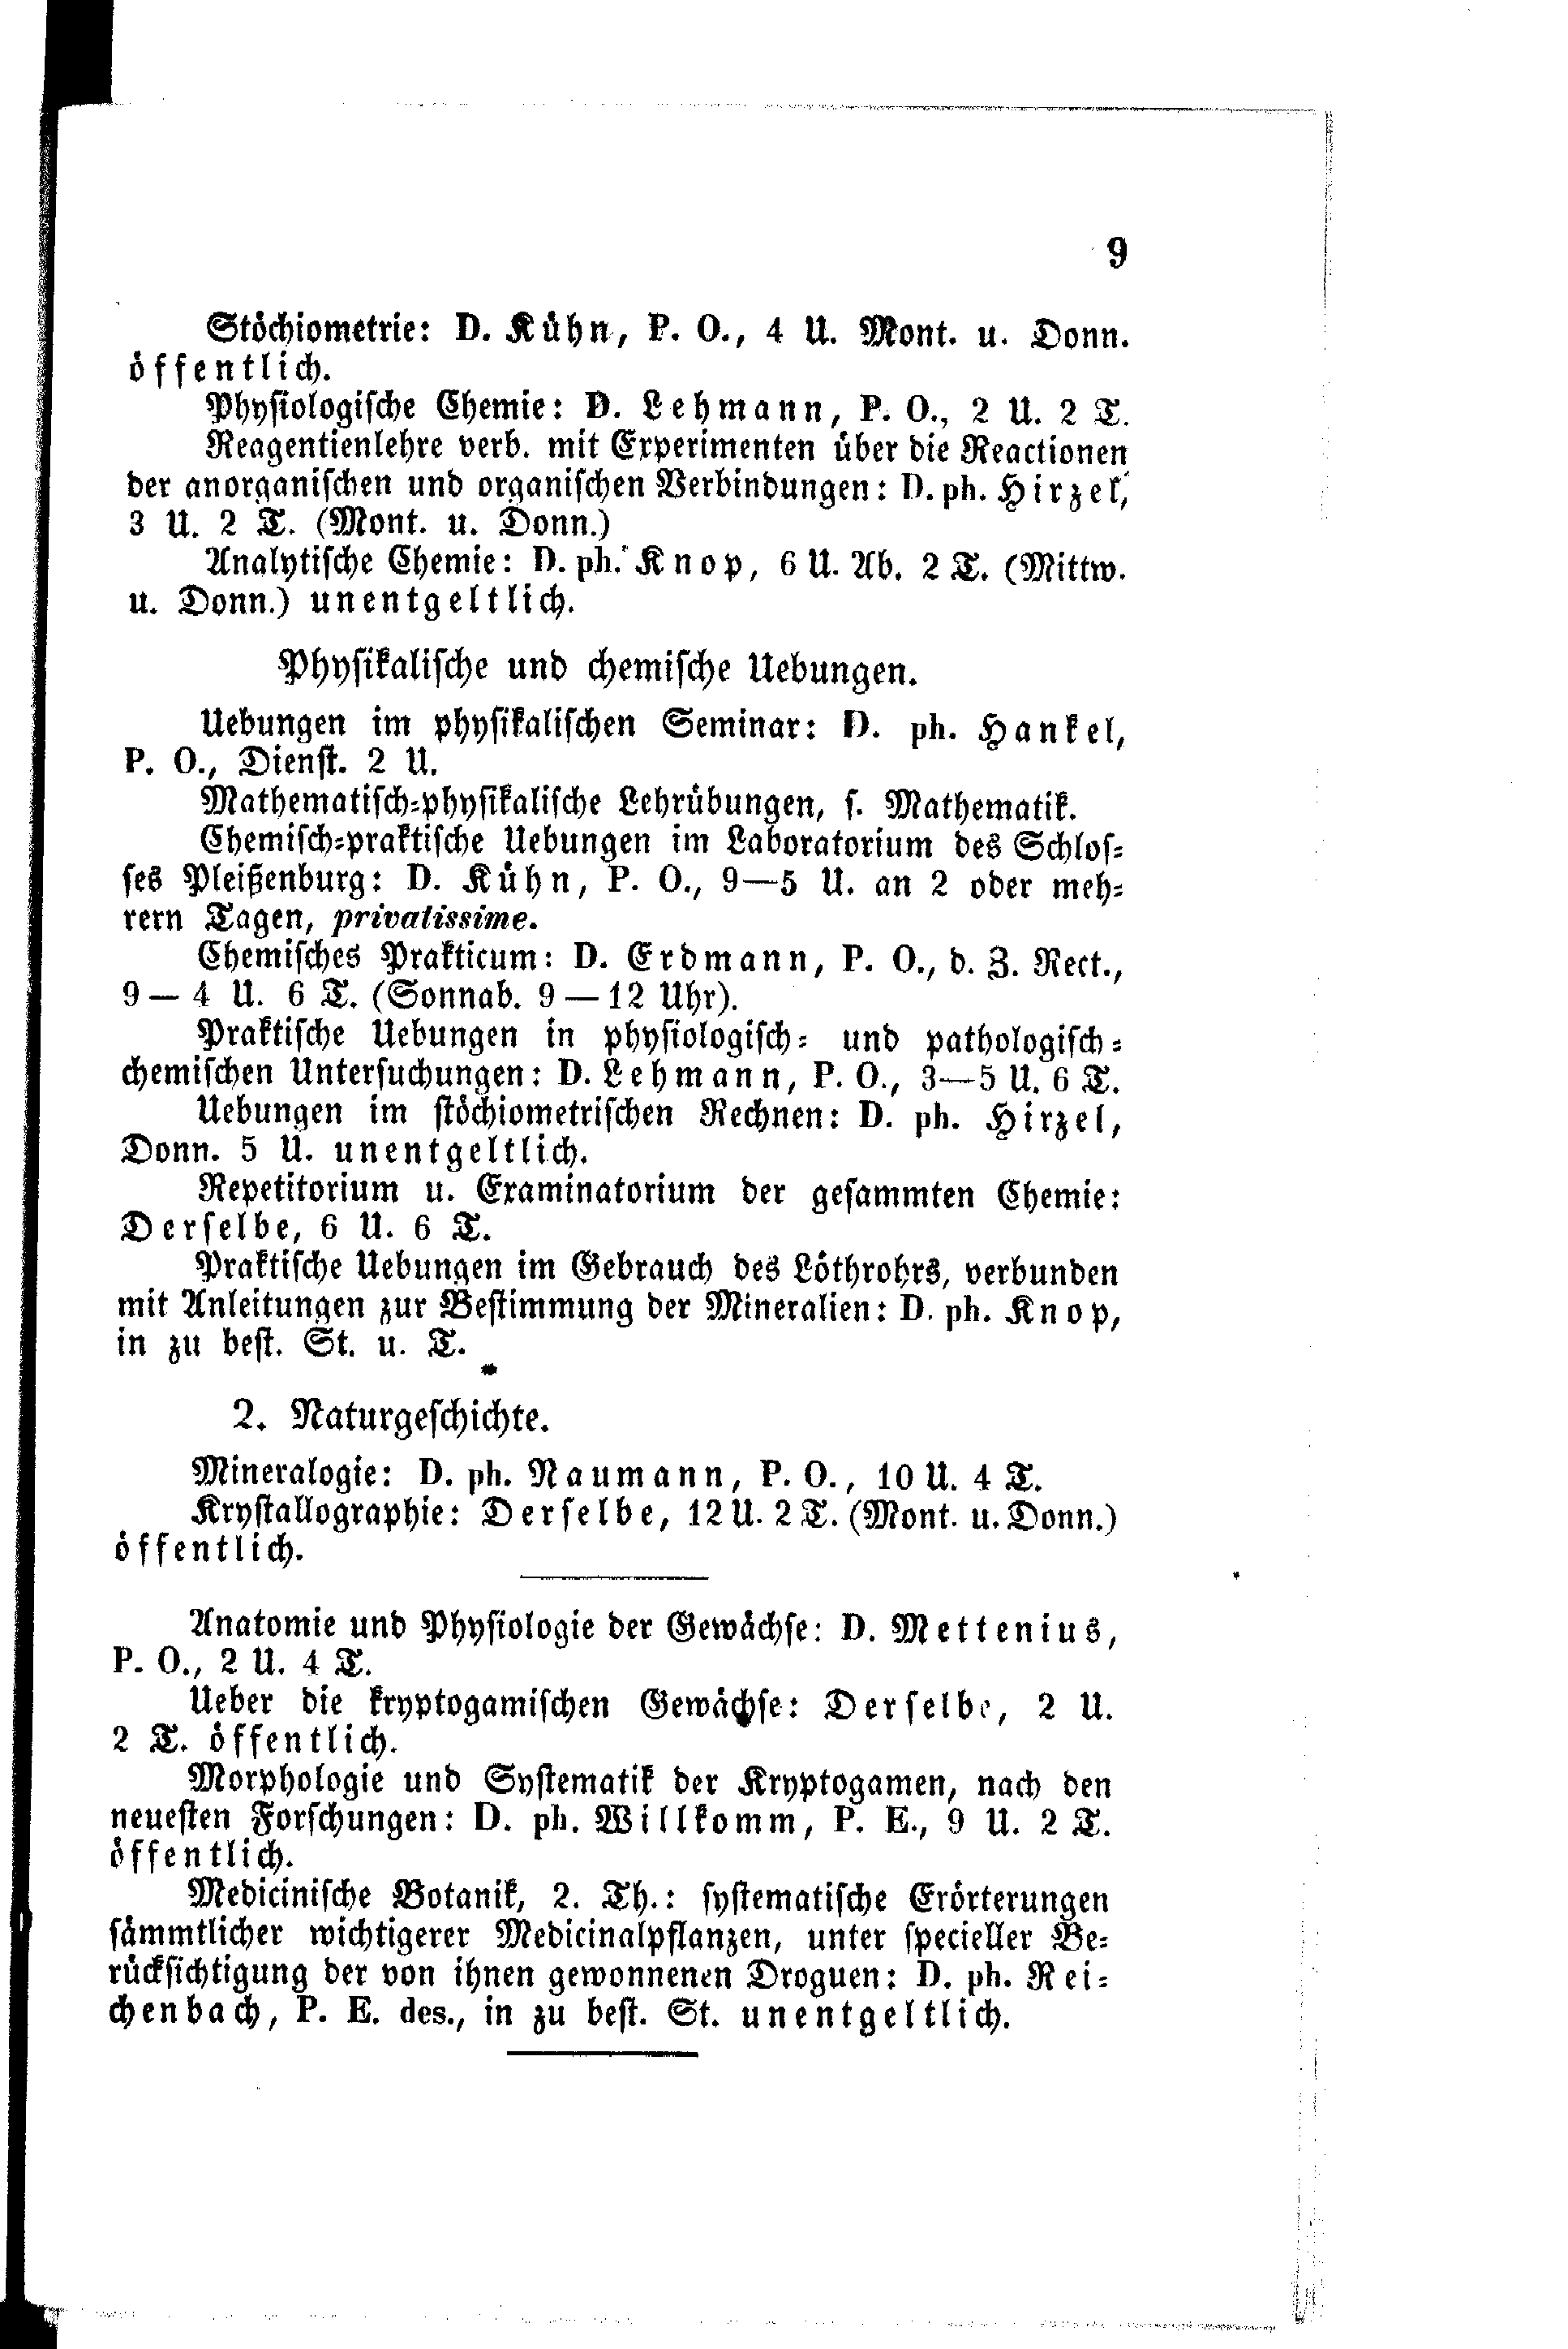 9
Stöchiometrie: D. Kühn, P. O., 4 U. Mont. u. Donn.
öffentlich.
Physiologische Chemie: D. Lehmann, P. O., 2 U. 2 T.
Reagentienlehre verb. mit Experimenten über die Reactionen
der anorganischen und organischen Verbindungen: D. ph. Hirzel,
3 U. 2 T. (Mont. u. Donn.)
Analytische Chemie: D. ph. Knop, 6 U. Ab. 2 T. (Mittw.
u. Donn.) unentgeltlich.
Physikalische und chemische Uebungen.
Uebungen im physikalischen Seminar: D. ph. Hankel,
P. O., Dienst. 2 U.
Mathematisch-physikalische Lehrübungen, s. Mathematik.
Chemisch-praktische Uebungen im Laboratorium des Schlos-
ses Pleißenburg: D. Kühn, P. O., 9—5 U. an 2 oder meh-
rern Tagen, privatissime.
Chemisches Prakticum: D. Erdmann, P. O., d. Z. Rect.,
9—4 U. 6 T. (Sonnab. 9—12 Uhr).
Praktische Uebungen in physiologisch- und pathologisch-
chemischen Untersuchungen: D. Lehmann, P. O., 3—5 U. 6 T.
Uebungen im stöchiometrischen Rechnen: D. ph. Hirzel,
Donn. 5 U. unentgeltlich.
Repetitorium u. Examinatorium der gesammten Chemie:
Derselbe, 6 U. 6 T.
Praktische Uebungen im Gebrauch des Löthrohrs, verbunden
mit Anleitungen zur Bestimmung der Mineralien: D. ph. Knop,
in zu best. St. u. T.
2. Naturgeschichte.
Mineralogie: D. ph. Naumann, P. O., 10 U. 4 T.
Krystallographie: Derselbe, 12 U. 2 T. (Mont. u. Donn.)
öffentlich.
Anatomie und Physiologie der Gewächse: D. Mettenius,
P. O., 2 U. 4 T.
Ueber die kryptogamischen Gewächse: Derselbe, 2 U.
2 T. öffentlich.
Morphologie und Systematik der Kryptogamen, nach den
neuesten Forschungen: D. ph. Willkomm, P. E., 9 U. 2 T.
öffentlich.
Medicinische Botanik, 2. Th.: systematische Erörterungen
sämmtlicher wichtigerer Medicinalpflanzen, unter specieller Be-
rücksichtigung der von ihnen gewonnenen Droguen: D. ph. Rei-
chenbach, P. E. des., in zu best. St. unentgeltlich.